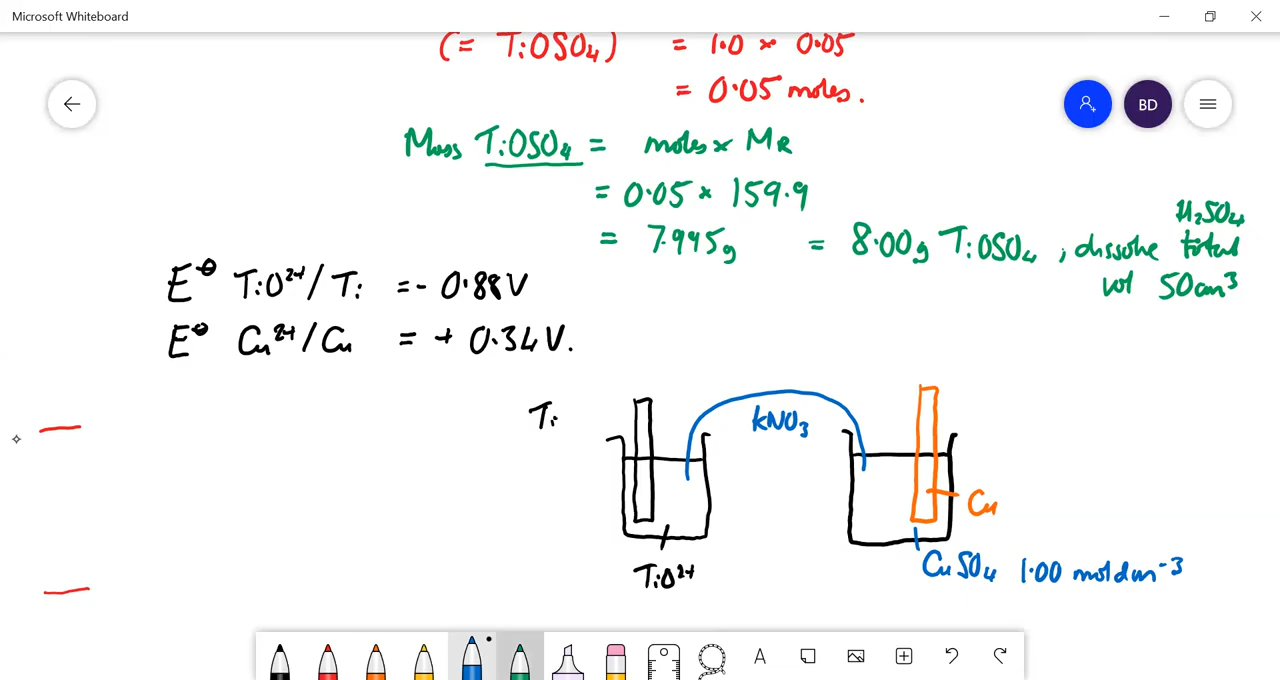 Microsoft Whiteboard
(= TiOSO4) = 1.0 × 0.05
= 0.05 moles.
BD
Mass TiOSO4 = moles × MR
= 0.05 × 159.9
= 7.995g = 8.00g TiOSO4, dissolve H2SO4 total vol 50cm3
E⦵ TiO2+/Ti = - 0.88V
E⦵ Cu2+/Cu = + 0.34V.
Ti
KNO3
Cu
TiO2+
CuSO4 1.00 moldm-3
A